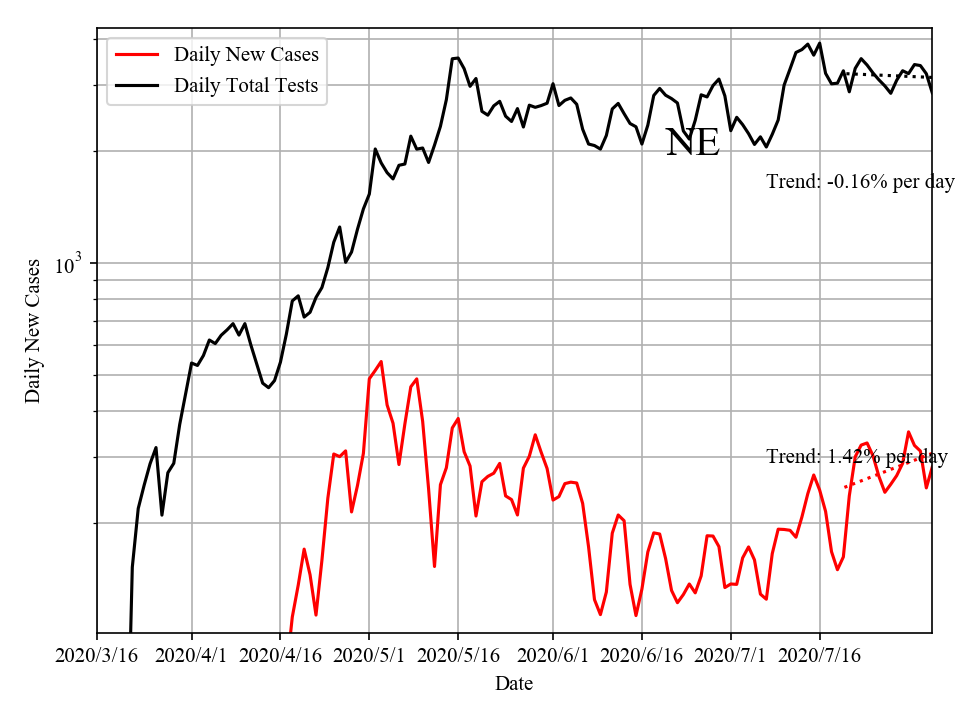 Daily New Cases
Daily Total Tests
NE
Trend: -0.16% per day
Trend: 1.42% per day
10^3
Daily New Cases
2020/3/16 2020/4/1 2020/4/16 2020/5/1 2020/5/16 2020/6/1 2020/6/16 2020/7/1 2020/7/16
Date